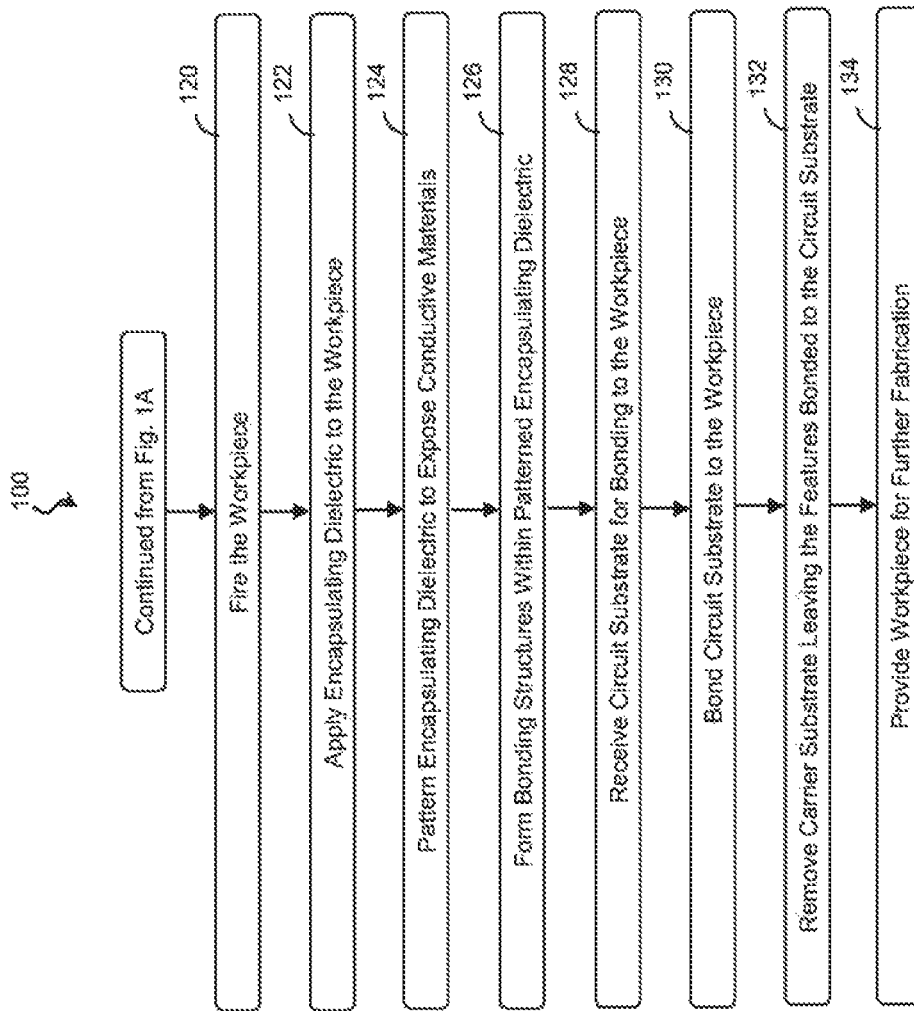 100
Continued from Fig. 1A
120
Fire the Workpiece
122
Apply Encapsulating Dielectric to the Workpiece
124
Pattern Encapsulating Dielectric to Expose Conductive Materials
126
Form Bonding Structures Within Patterned Encapsulating Dielectric
128
Receive Circuit Substrate for Bonding to the Workpiece
130
Bond Circuit Substrate to the Workpiece
132
Remove Carrier Substrate Leaving the Features Bonded to the Circuit Substrate
134
Provide Workpiece for Further Fabrication